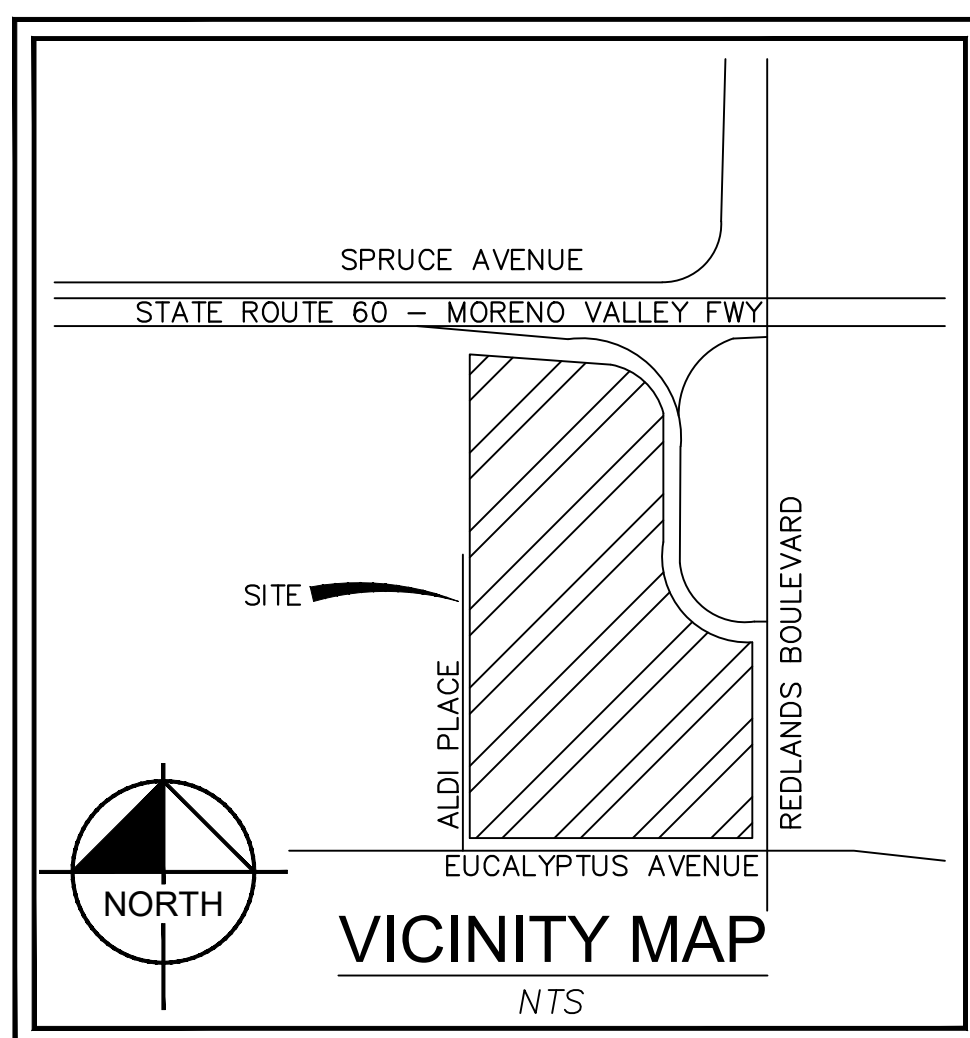 SPRUCE AVENUE
STATE ROUTE 60 – MORENO VALLEY FWY
REDLANDS BOULEVARD
SITE
ALDI PLACE
EUCALYPTUS AVENUE
NORTH
VICINITY MAP
NTS